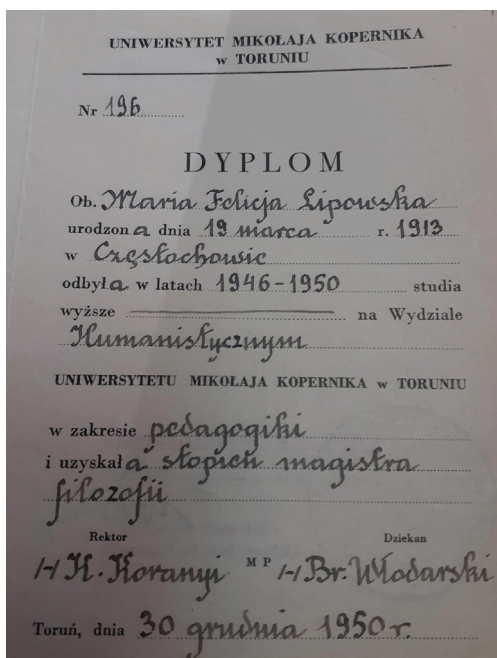 UNIWERSYTET MIKOŁAJA KOPERNIKA
w TORUNIU
Nr 196
DYPLOM
Ob. Maria Felicja Lipowska
urodzona dnia 19 marca r. 1913
w Częstochowie
odbyła w latach 1946-1950 studia
wyższe na Wydziale
Humanistycznym
UNIWERSYTETU MIKOŁAJA KOPERNIKA w TORUNIU
w zakresie pedagogiki
i uzyskała stopień magistra
filozofii
Rektor Dziekan
/-/ K. Koranyi M P /-/ Br. Włodarski
Toruń, dnia 30 grudnia 1950 r.